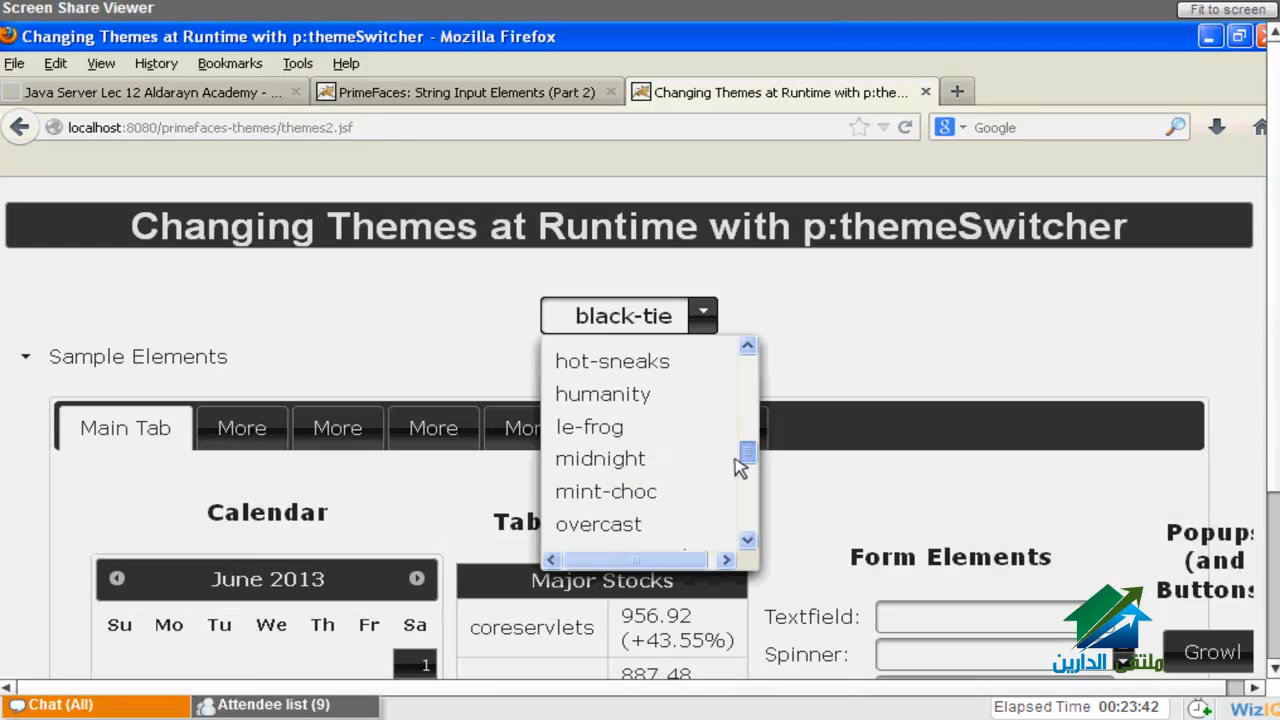 Screen Share Viewer
Fit to screen
Changing Themes at Runtime with p:themeSwitcher - Mozilla Firefox
File Edit View History Bookmarks Tools Help
Java Server Lec 12 Aldarayn Academy - ...
PrimeFaces: String Input Elements (Part 2)
Changing Themes at Runtime with p:the...
localhost:8080/primefaces-themes/themes2.jsf
Google
Changing Themes at Runtime with p:themeSwitcher
black-tie
Sample Elements
hot-sneaks
humanity
le-frog
midnight
mint-choc
overcast
Main Tab More More More Mor
Calendar
Tab
Form Elements
Popups
(and
Buttons
June 2013
Su Mo Tu We Th Fr Sa
1
Major Stocks
coreservlets
956.92
(+43.55%)
887.48
Textfield:
Spinner:
Growl
ملتقى الدارين
Chat (All)
Attendee list (9)
Elapsed Time 00:23:42
WizIQ